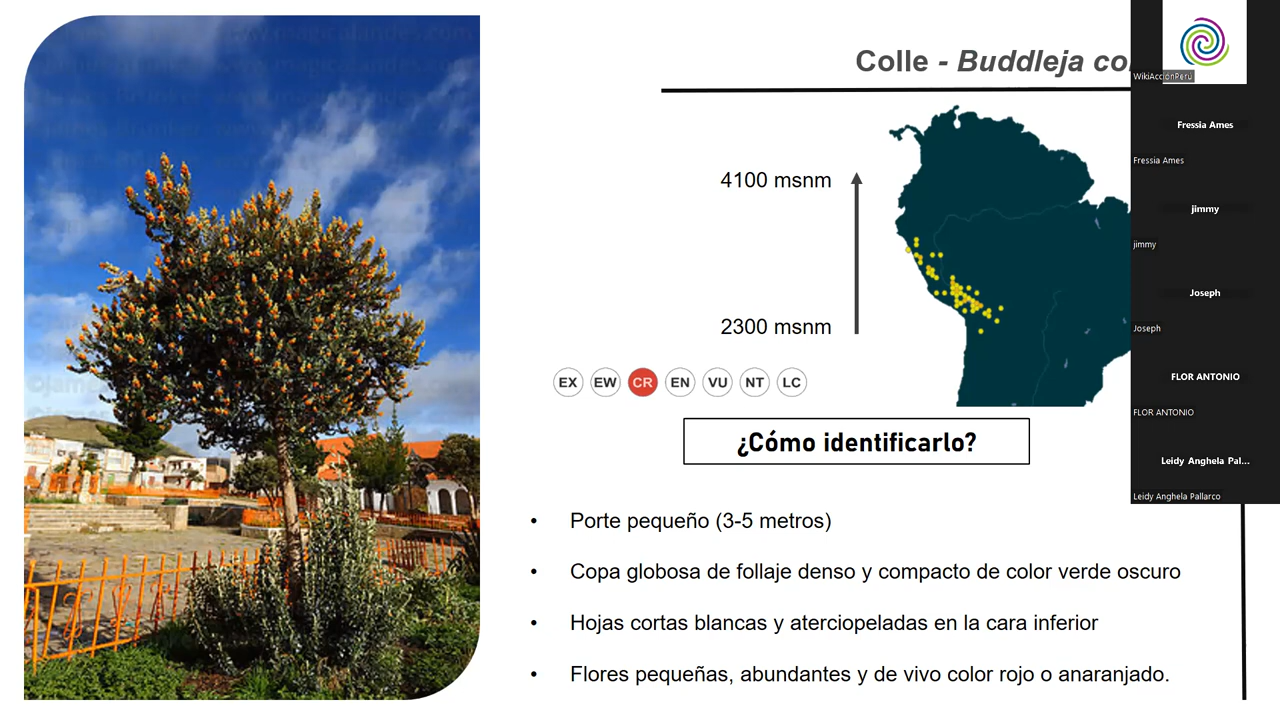 Colle - Buddleja co
4100 msnm
2300 msnm
EX EW CR EN VU NT LC
¿Cómo identificarlo?
• Porte pequeño (3-5 metros)
• Copa globosa de follaje denso y compacto de color verde oscuro
• Hojas cortas blancas y aterciopeladas en la cara inferior
• Flores pequeñas, abundantes y de vivo color rojo o anaranjado.
WikiAcciónPerú
Fressia Ames
Fressia Ames
jimmy
jimmy
Joseph
Joseph
FLOR ANTONIO
FLOR ANTONIO
Leidy Anghela Pal...
Leidy Anghela Pallarco